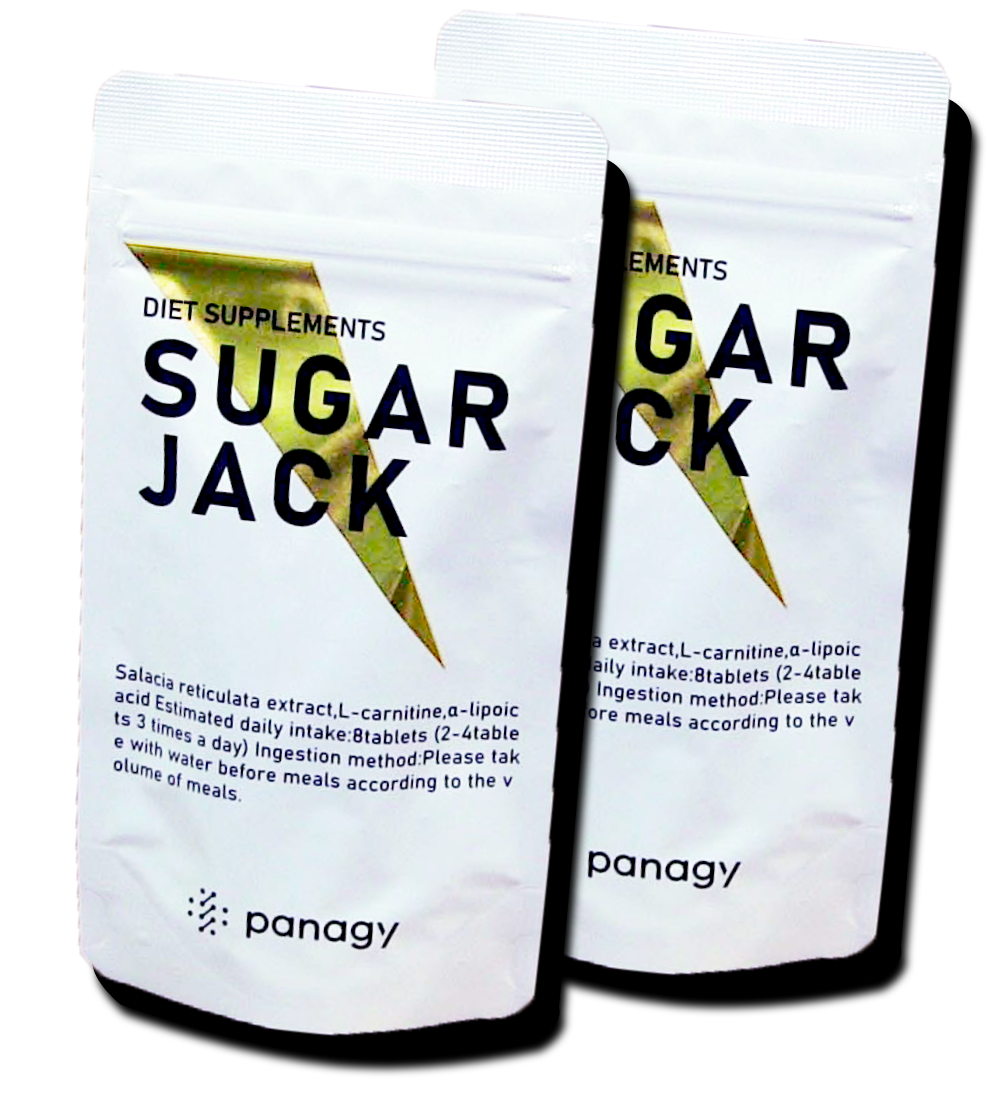 DIET SUPPLEMENTS
SUGAR
JACK
Salacia reticulata extract,L-carnitine,α-lipoic
acid Estimated daily intake:8tablets (2-4table
ts 3 times a day) Ingestion method:Please tak
e with water before meals according to the v
olume of meals.
panagy
EMENTS
GAR
CK
a extract,L-carnitine,α-lipoic
aily intake:8tablets (2-4table
Ingestion method:Please tak
ore meals according to the v
panagy